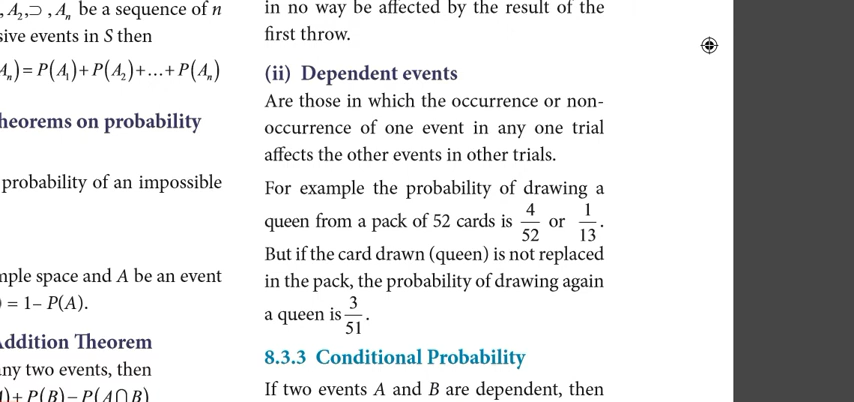 , A₂,⊃ , Aₙ be a sequence of n
sive events in S then
Aₙ) = P(A₁) + P(A₂) + … + P(Aₙ)
heorems on probability
probability of an impossible
mple space and A be an event
) = 1– P(A).
Addition Theorem
ny two events, then
A) + P(B) – P(A∩B)
in no way be affected by the result of the
first throw.
(ii) Dependent events
Are those in which the occurrence or non-
occurrence of one event in any one trial
affects the other events in other trials.
For example the probability of drawing a
queen from a pack of 52 cards is 4/52 or 1/13.
But if the card drawn (queen) is not replaced
in the pack, the probability of drawing again
a queen is 3/51.
8.3.3 Conditional Probability
If two events A and B are dependent, then